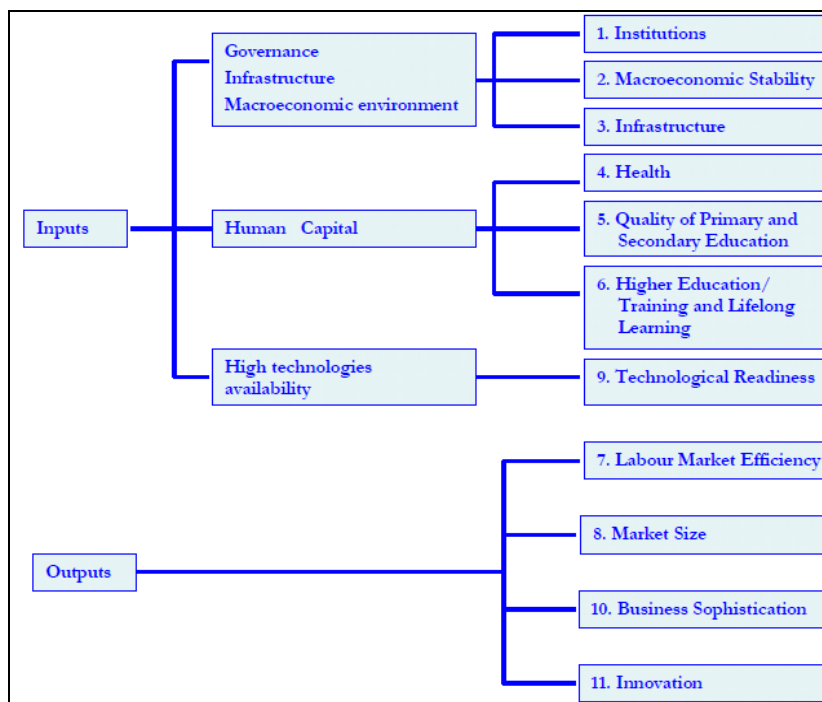 Inputs
Governance
Infrastructure
Macroeconomic environment
1. Institutions
2. Macroeconomic Stability
3. Infrastructure
Human Capital
4. Health
5. Quality of Primary and
Secondary Education
6. Higher Education/
Training and Lifelong
Learning
High technologies
availability
9. Technological Readiness
Outputs
7. Labour Market Efficiency
8. Market Size
10. Business Sophistication
11. Innovation